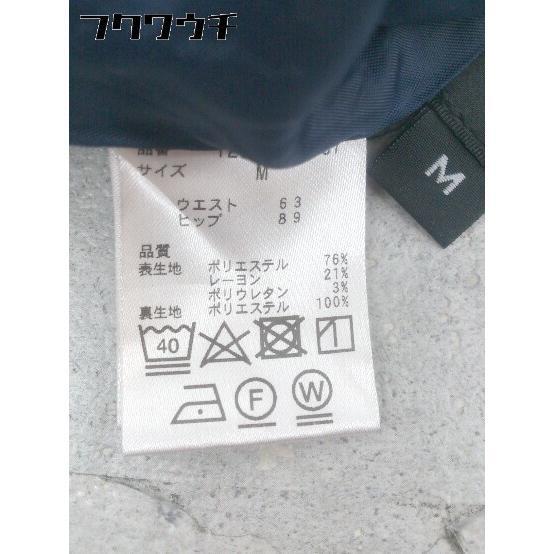 フクワウチ
サイズ M
ウエスト 63
ヒップ 89
品質
表生地 ポリエステル 76%
レーヨン 21%
ポリウレタン 3%
裏生地 ポリエステル 100%
40
F
W
M